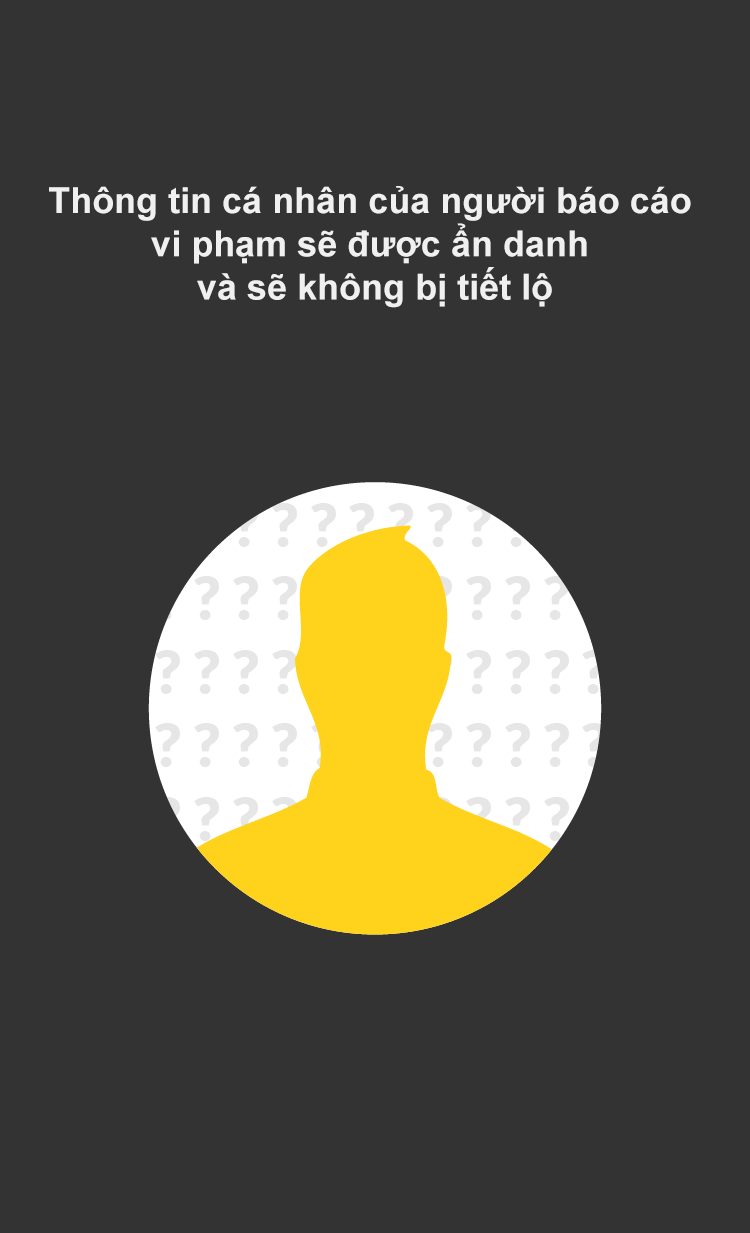 Thông tin cá nhân của người báo cáo
vi phạm sẽ được ẩn danh
và sẽ không bị tiết lộ